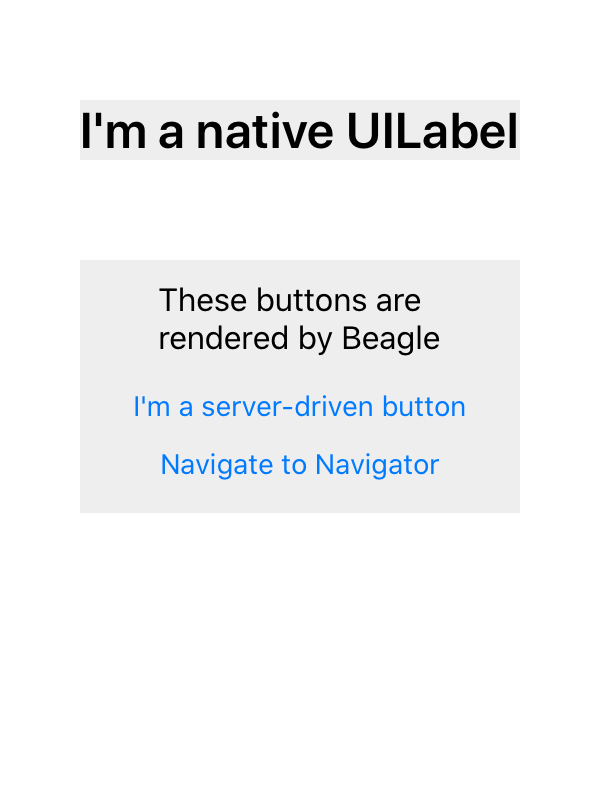 I'm a native UILabel
These buttons are
rendered by Beagle
I'm a server-driven button
Navigate to Navigator